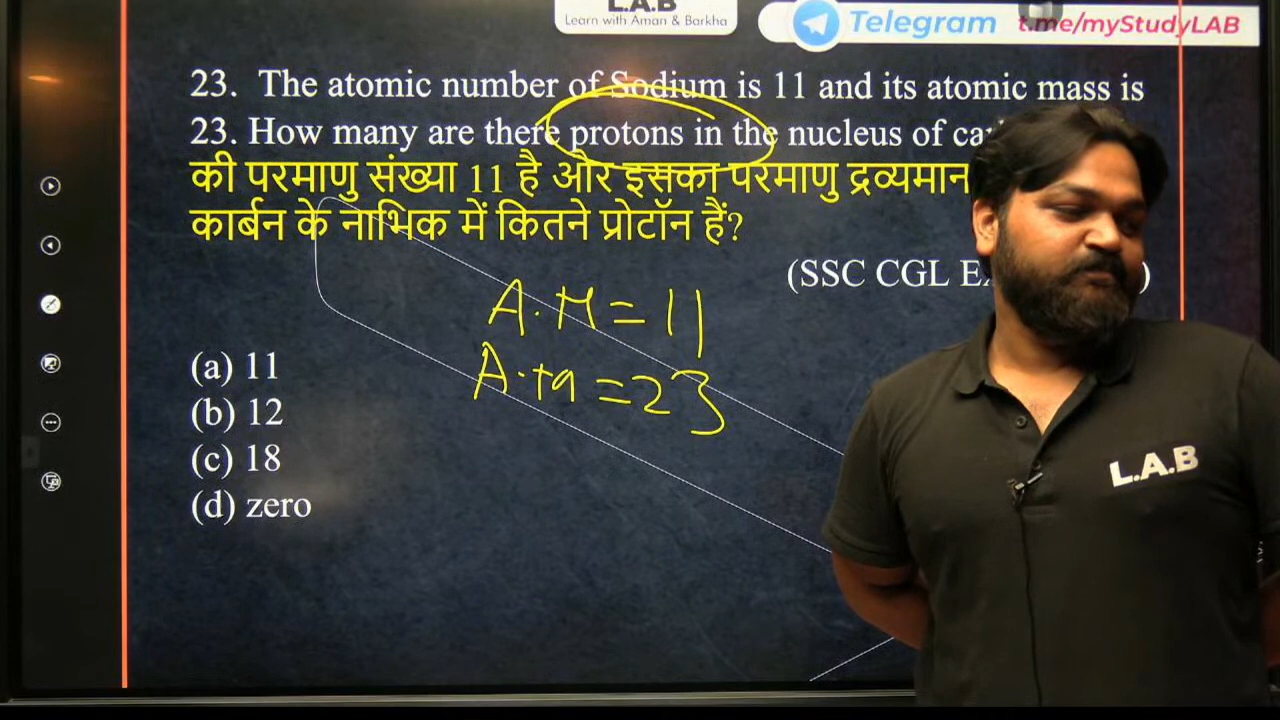 L.A.B
Learn with Aman & Barkha
Telegram t.me/myStudyLAB
23. The atomic number of Sodium is 11 and its atomic mass is
23. How many are there protons in the nucleus of
की परमाणु संख्या 11 है और इसका परमाणु द्रव्यमान
कार्बन के नाभिक में कितने प्रोटॉन हैं?
(SSC CGL
A.M = 11
(a) 11
= 23
(b) 12
(c) 18
(d) zero
L.A.B